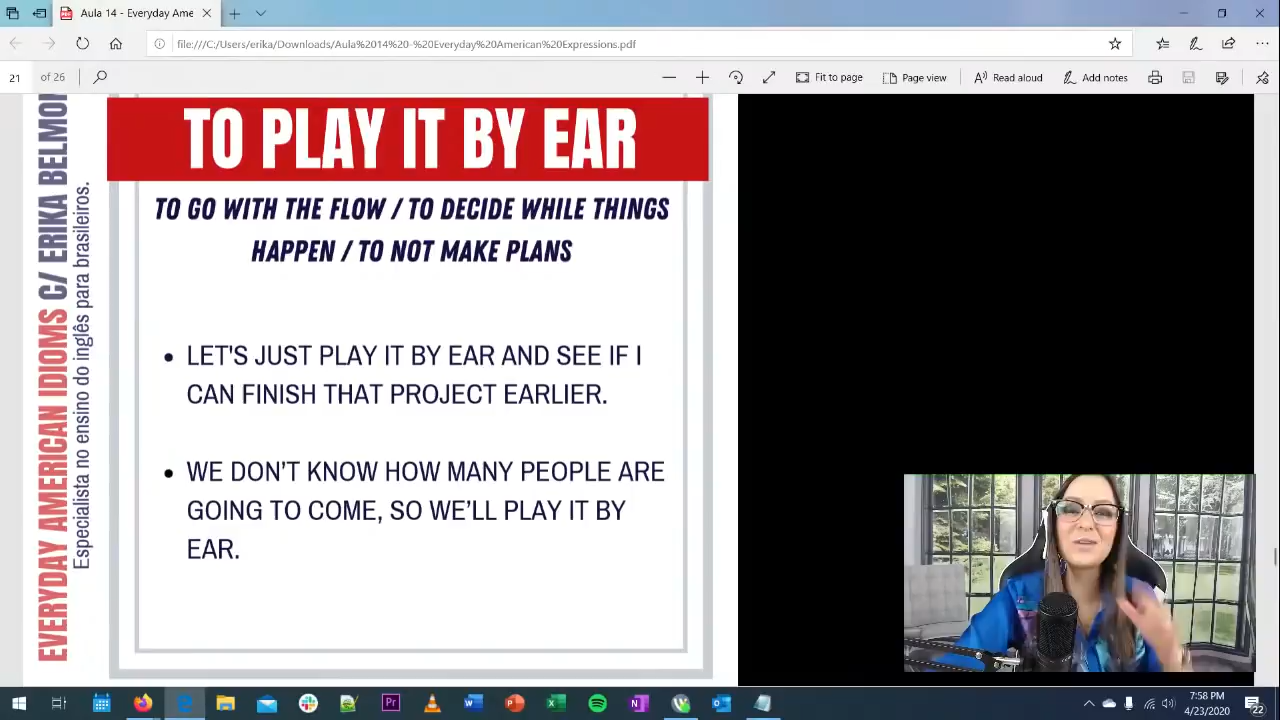 Aula 14 - Everyday Ame
file:///C:/Users/erika/Downloads/Aula%2014%20-%20Everyday%20American%20Expressions.pdf
21 of 26
Fit to page
Page view
Read aloud
Add notes
EVERYDAY AMERICAN IDIOMS C/ ERIKA BELMON
Especialista no ensino do inglês para brasileiros.
TO PLAY IT BY EAR
TO GO WITH THE FLOW / TO DECIDE WHILE THINGS
HAPPEN / TO NOT MAKE PLANS
• LET'S JUST PLAY IT BY EAR AND SEE IF I
CAN FINISH THAT PROJECT EARLIER.
• WE DON'T KNOW HOW MANY PEOPLE ARE
GOING TO COME, SO WE'LL PLAY IT BY
EAR.
7:58 PM
4/23/2020
22